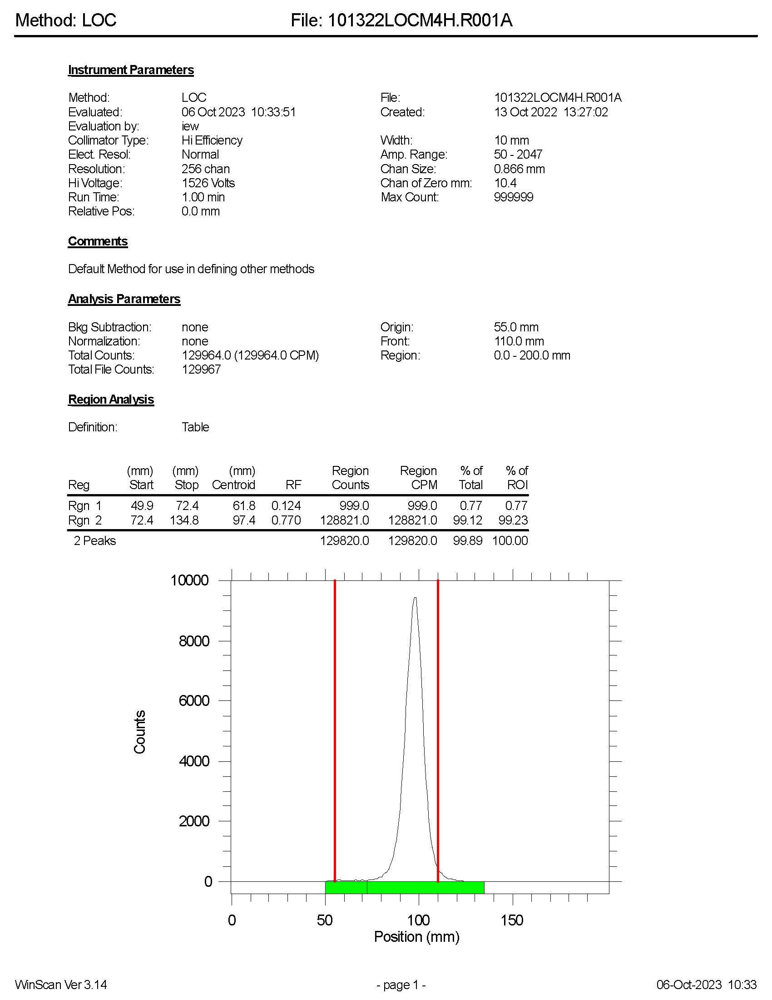 Method: LOC File: 101322LOCM4H.R001A
Instrument Parameters
Method: LOC File: 101322LOCM4H.R001A
Evaluated: 06 Oct 2023 10:33:51 Created: 13 Oct 2022 13:27:02
Evaluation by: iew
Collimator Type: Hi Efficiency Width: 10 mm
Elect. Resol: Normal Amp. Range: 50 - 2047
Resolution: 256 chan Chan Size: 0.866 mm
Hi Voltage: 1526 Volts Chan of Zero mm: 10.4
Run Time: 1.00 min Max Count: 999999
Relative Pos: 0.0 mm
Comments
Default Method for use in defining other methods
Analysis Parameters
Bkg Subtraction: none Origin: 55.0 mm
Normalization: none Front: 110.0 mm
Total Counts: 129964.0 (129964.0 CPM) Region: 0.0 - 200.0 mm
Total File Counts: 129967
Region Analysis
Definition: Table
(mm) (mm) (mm) Region Region % of % of
Reg Start Stop Centroid RF Counts CPM Total ROI
Rgn 1 49.9 72.4 61.8 0.124 999.0 999.0 0.77 0.77
Rgn 2 72.4 134.8 97.4 0.770 128821.0 128821.0 99.12 99.23
2 Peaks 129820.0 129820.0 99.89 100.00
10000
8000
6000
Counts
4000
2000
0
0 50 100 150
Position (mm)
WinScan Ver 3.14 - page 1 - 06-Oct-2023 10:33